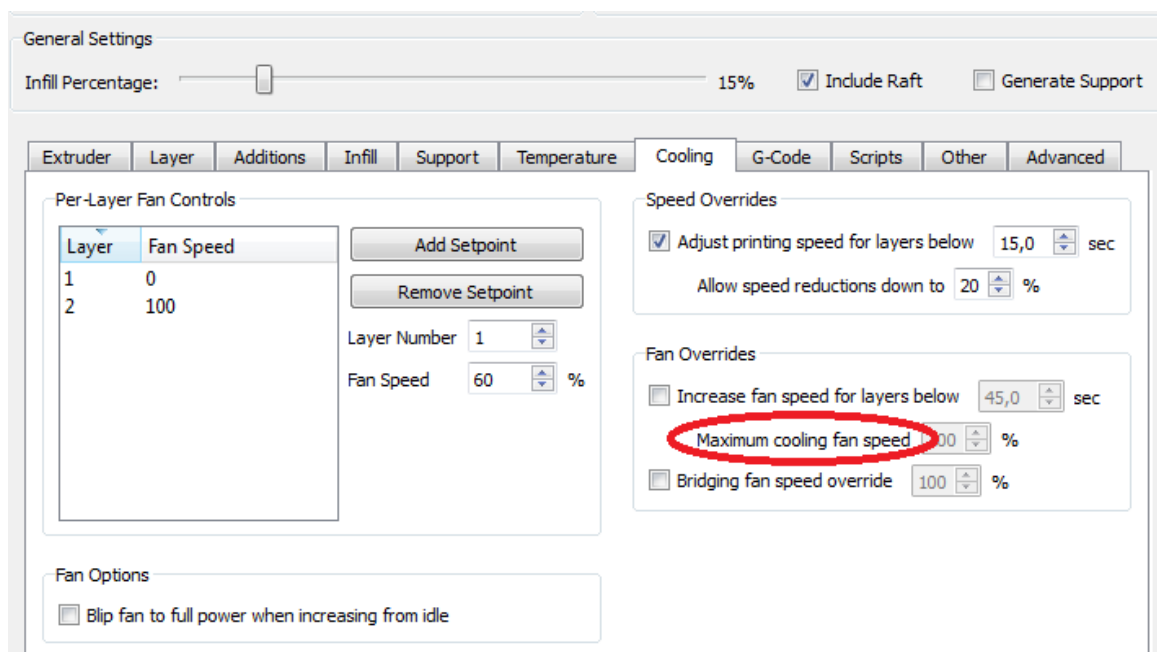 General Settings
Infill Percentage: 15% Include Raft Generate Support
Extruder Layer Additions Infill Support Temperature Cooling G-Code Scripts Other Advanced
Per-Layer Fan Controls
Layer Fan Speed
1 0
2 100
Add Setpoint
Remove Setpoint
Layer Number 1
Fan Speed 60 %
Fan Options
Blip fan to full power when increasing from idle
Speed Overrides
Adjust printing speed for layers below 15,0 sec
Allow speed reductions down to 20 %
Fan Overrides
Increase fan speed for layers below 45,0 sec
Maximum cooling fan speed %
Bridging fan speed override 100 %